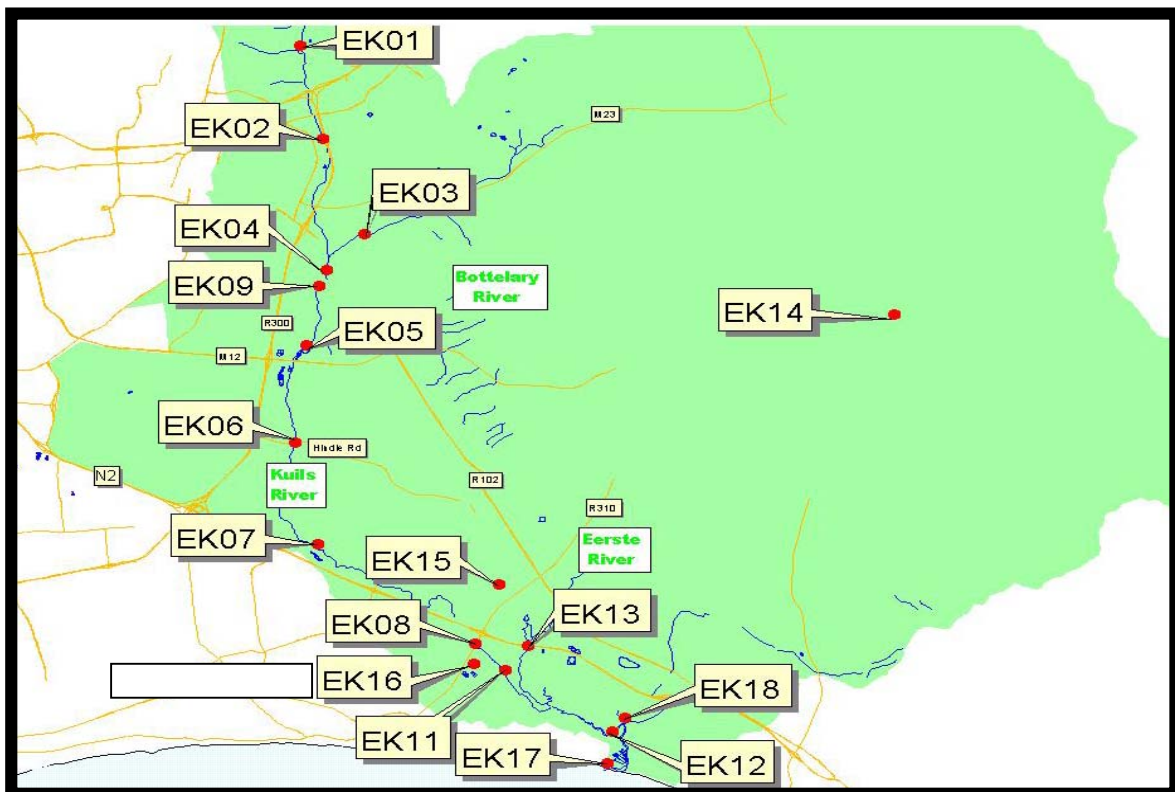 EK01
EK02
M23
EK03
EK04
EK09
Bottelary
River
EK14
R300
EK05
M12
EK06
Hindle Rd
N2
Kuils
River
R102
R310
EK07
Eerste
River
EK15
EK13
EK08
EK16
EK18
EK11
EK17
EK12